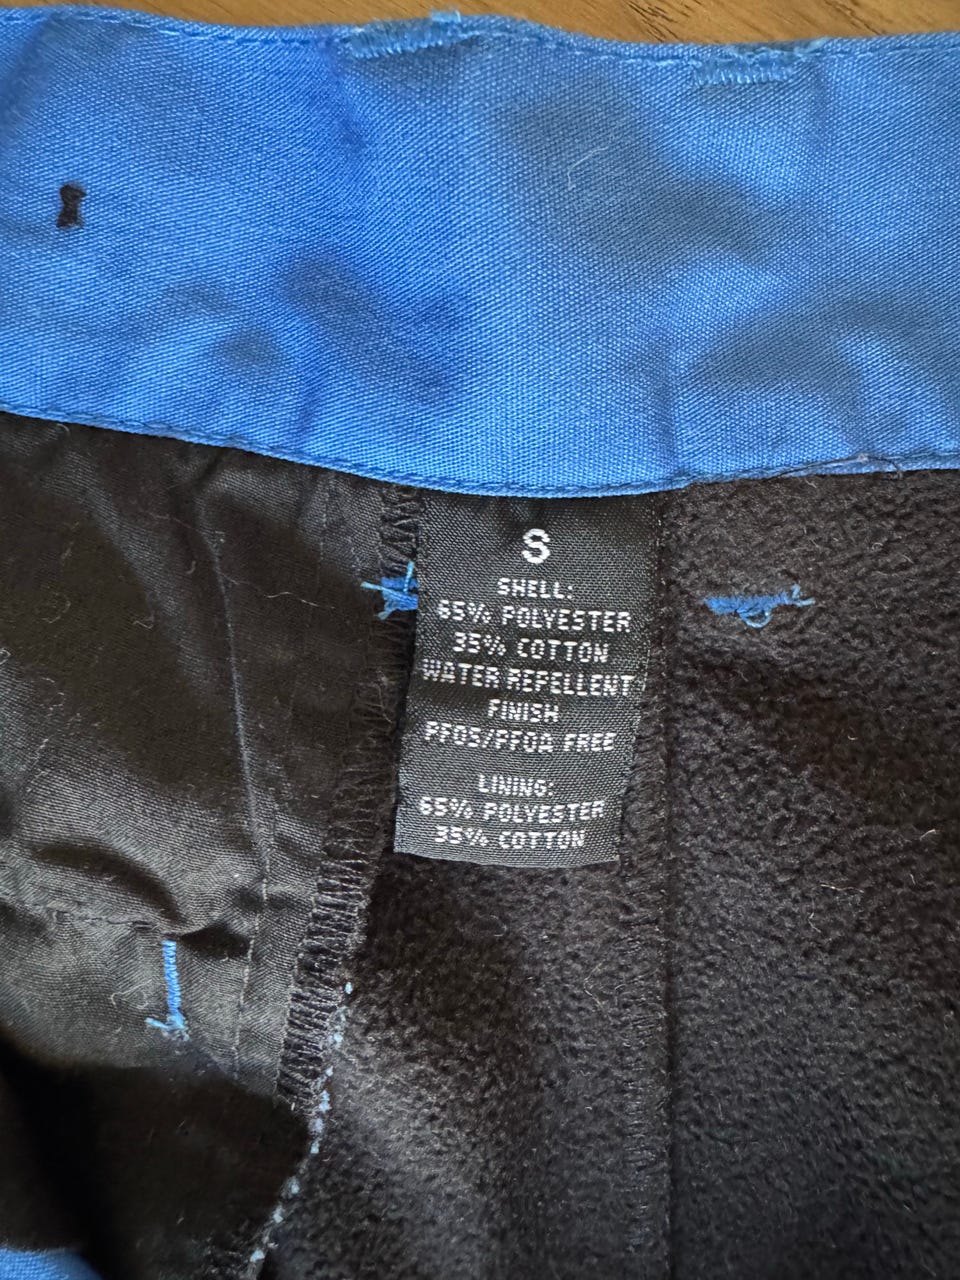 S
SHELL:
65% POLYESTER
35% COTTON
WATER REPELLENT
FINISH
PFOS/PFOA FREE
LINING:
65% POLYESTER
35% COTTON